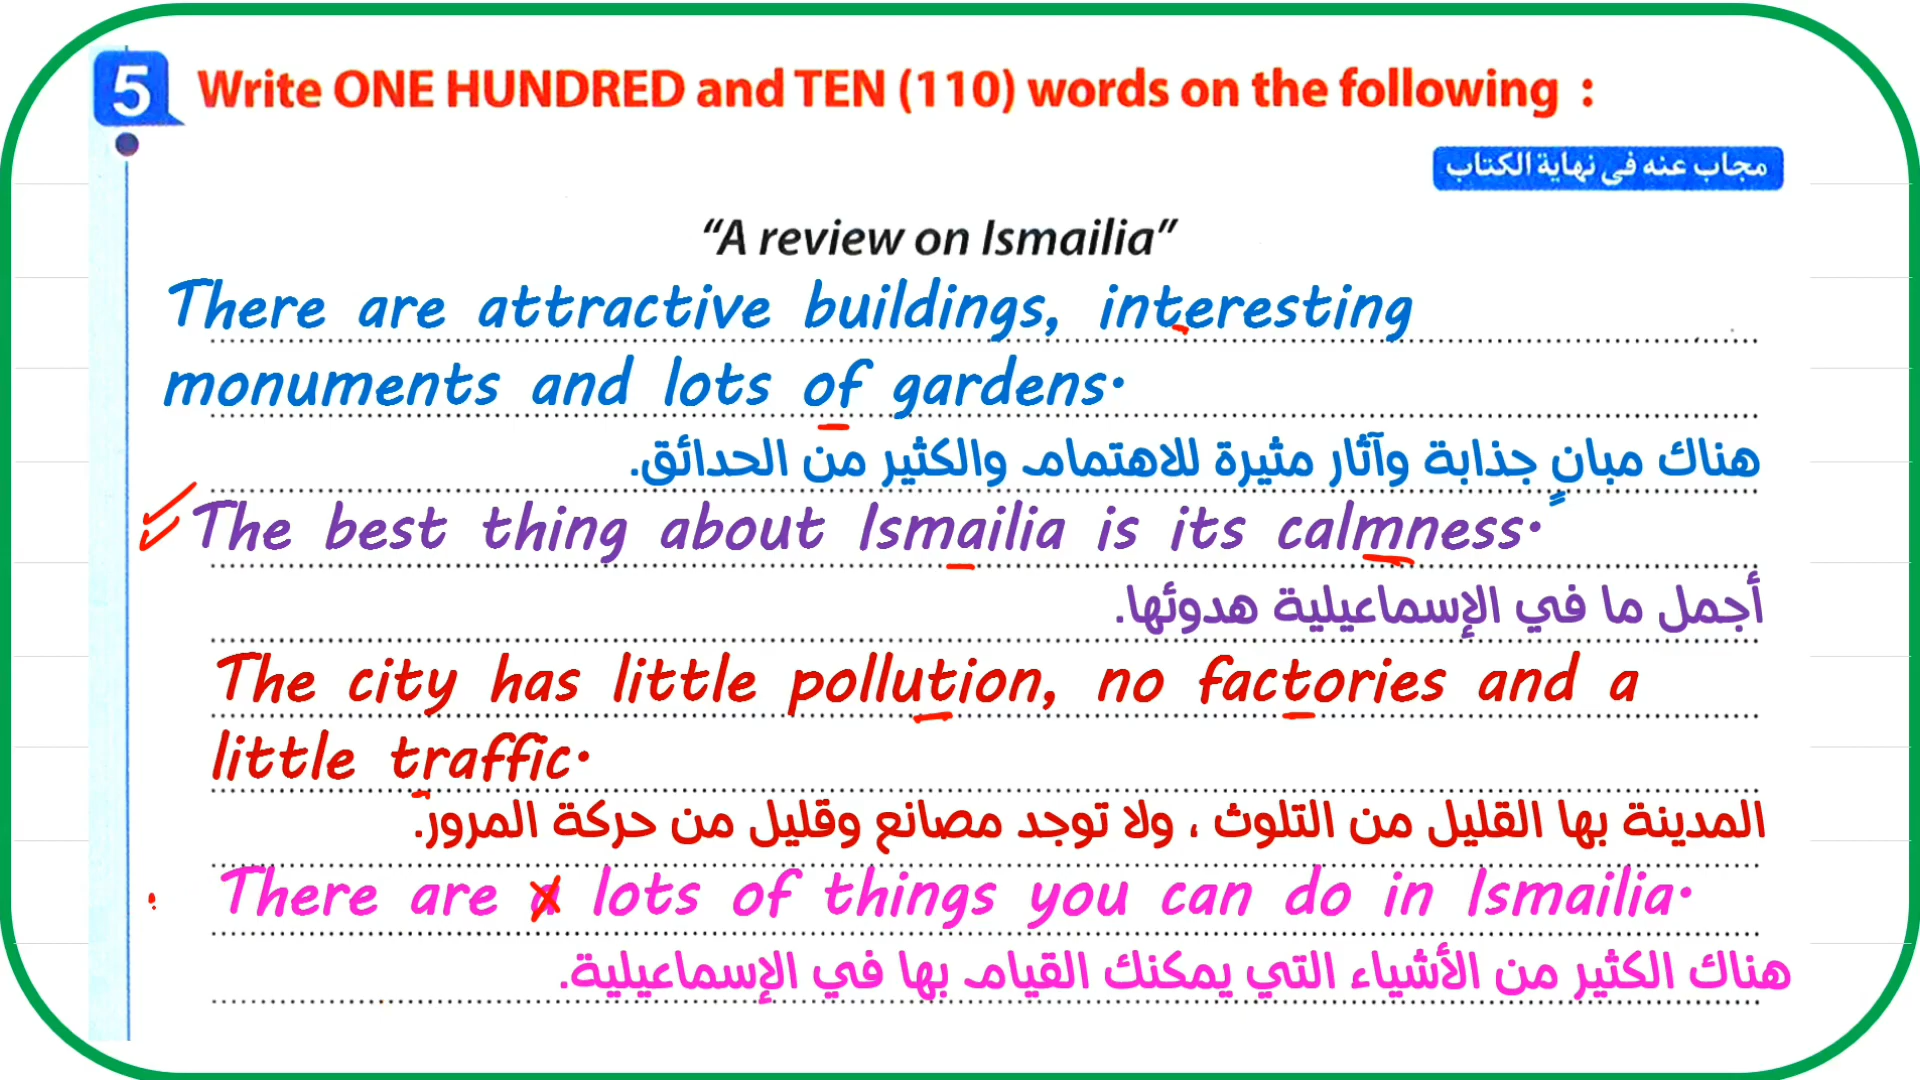 5 Write ONE HUNDRED and TEN (110) words on the following :
مجاب عنه في نهاية الكتاب
“A review on Ismailia”
There are attractive buildings, interesting
monuments and lots of gardens.
هناك مبانٍ جذابة وآثار مثيرة للاهتمام والكثير من الحدائق.
The best thing about Ismailia is its calmness.
أجمل ما في الإسماعيلية هدوئها.
The city has little pollution, no factories and a
little traffic.
المدينة بها القليل من التلوث ، ولا توجد مصانع وقليل من حركة المرور.
There are a lots of things you can do in Ismailia.
هناك الكثير من الأشياء التي يمكنك القيام بها في الإسماعيلية.